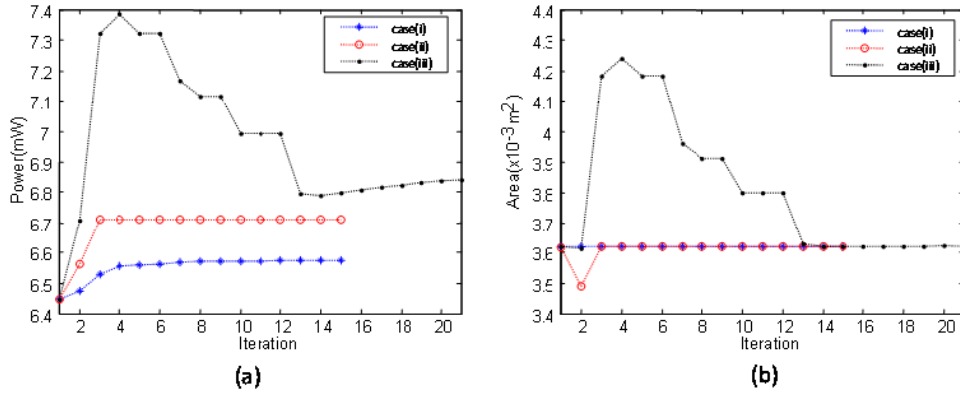 7.4
7.3
7.2
7.1
7
6.9
6.8
6.7
6.6
6.5
6.4
Power(mW)
case(i)
case(ii)
case(iii)
2 4 6 8 10 12 14 16 18 20
Iteration
(a)
4.4
4.3
4.2
4.1
4
3.9
3.8
3.7
3.6
3.5
3.4
Area(x10⁻³m²)
case(i)
case(ii)
case(iii)
2 4 6 8 10 12 14 16 18 20
Iteration
(b)